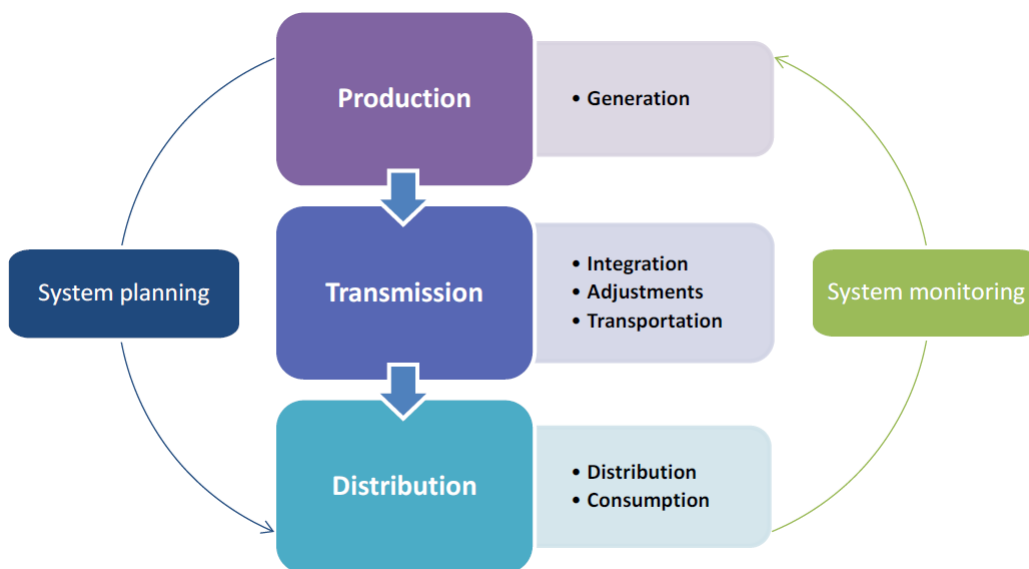 Production
• Generation
System planning
Transmission
• Integration
• Adjustments
• Transportation
System monitoring
Distribution
• Distribution
• Consumption